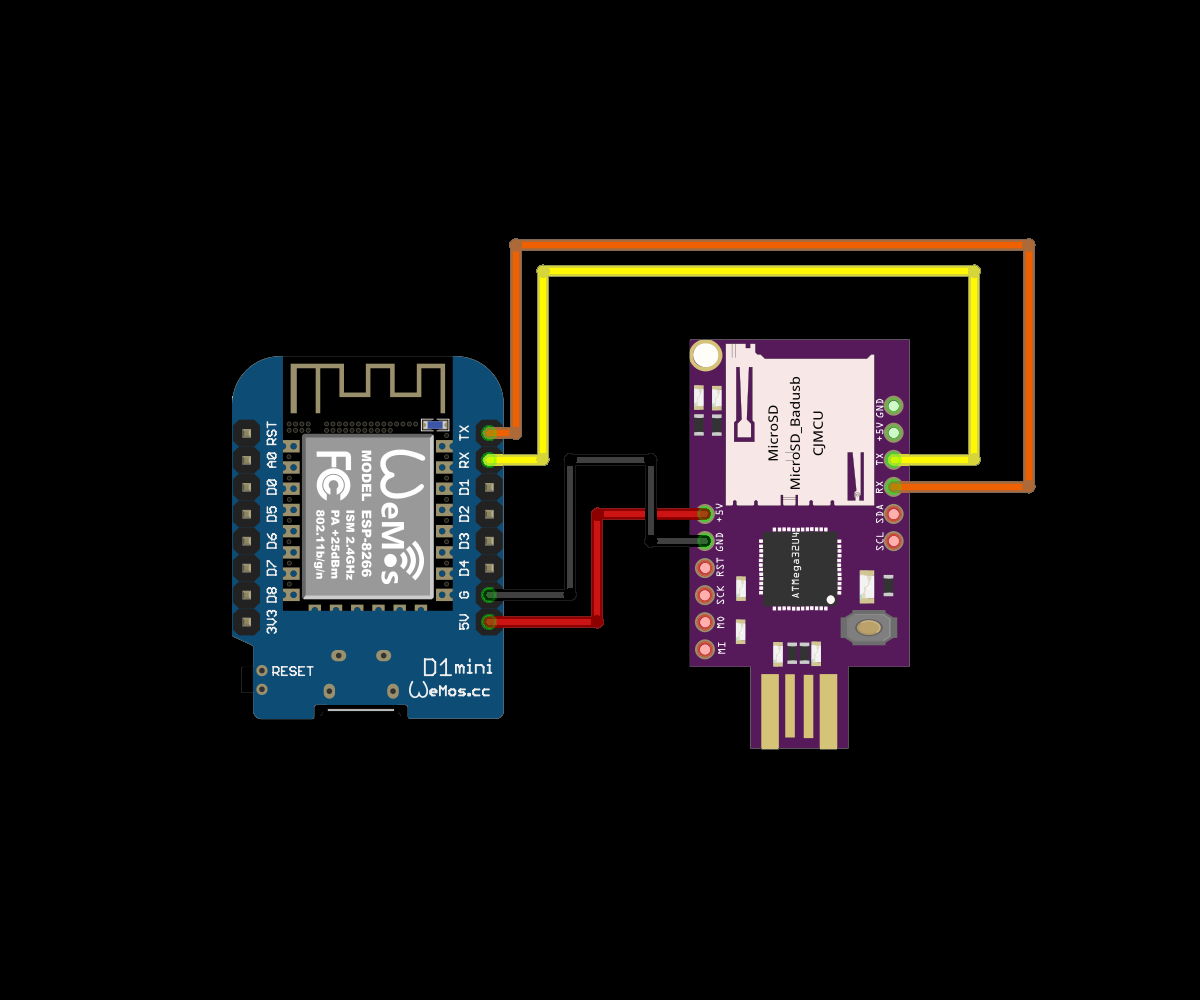 RST
A0
D0
D5
D6
D7
D8
3V3
FC
MODEL ESP-8266
ISM 2.4GHz
PA +25dBm
802.11b/g/n
WeMos
TX
RX
D1
D2
D3
D4
G
5V
RESET
D1 mini
WeMos.cc
MicroSD
MicroSD_Badusb
CJMCU
+5V
GND
RST
SCK
MO
MI
GND
+5V
TX
RX
SDA
SCL
ATMega32U4